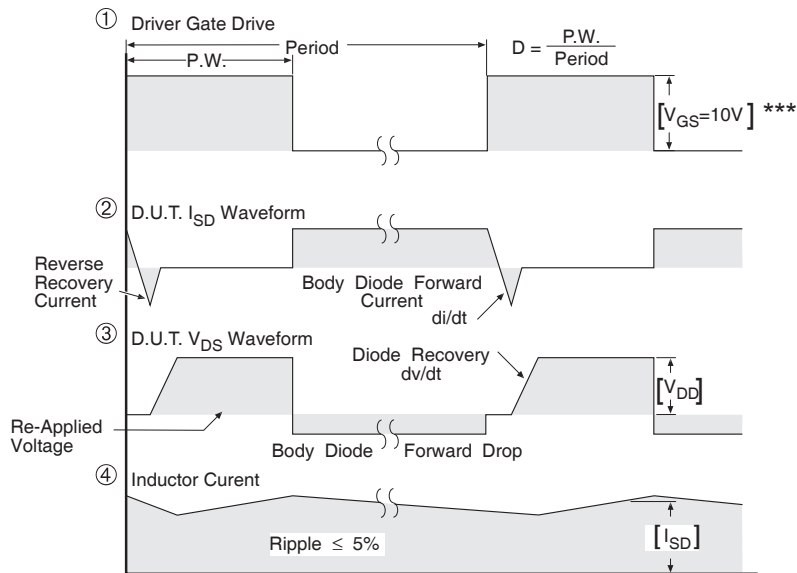 ① Driver Gate Drive
Period
P.W.
D = P.W. / Period
[VGS=10V] ***
② D.U.T. ISD Waveform
Reverse
Recovery
Current
Body Diode Forward
Current
di/dt
③ D.U.T. VDS Waveform
Diode Recovery
dv/dt
[VDD]
Re-Applied
Voltage
Body Diode Forward Drop
④ Inductor Curent
Ripple ≤ 5%
[ISD]